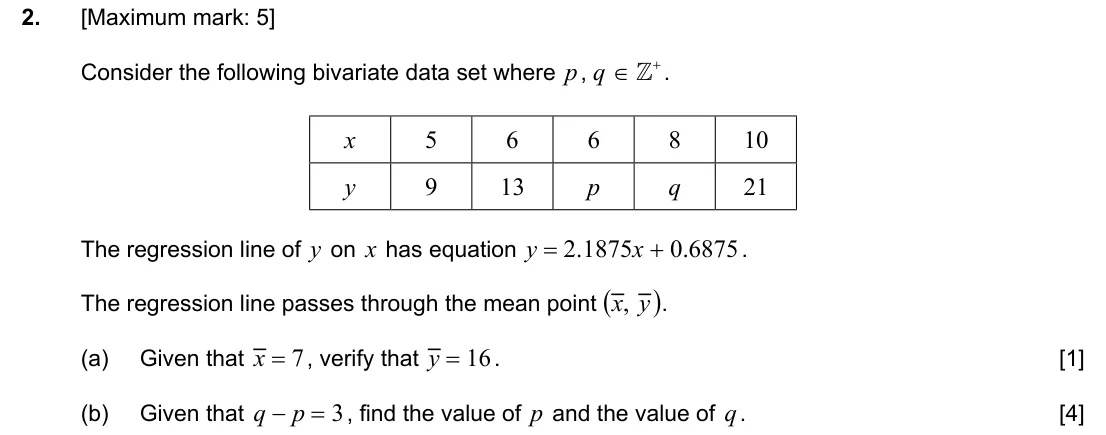 2. [Maximum mark: 5]
Consider the following bivariate data set where p, q ∈ ℤ⁺.
x 5 6 6 8 10
y 9 13 p q 21
The regression line of y on x has equation y = 2.1875x + 0.6875.
The regression line passes through the mean point (x̅, y̅).
(a) Given that x̅ = 7, verify that y̅ = 16. [1]
(b) Given that q − p = 3, find the value of p and the value of q. [4]